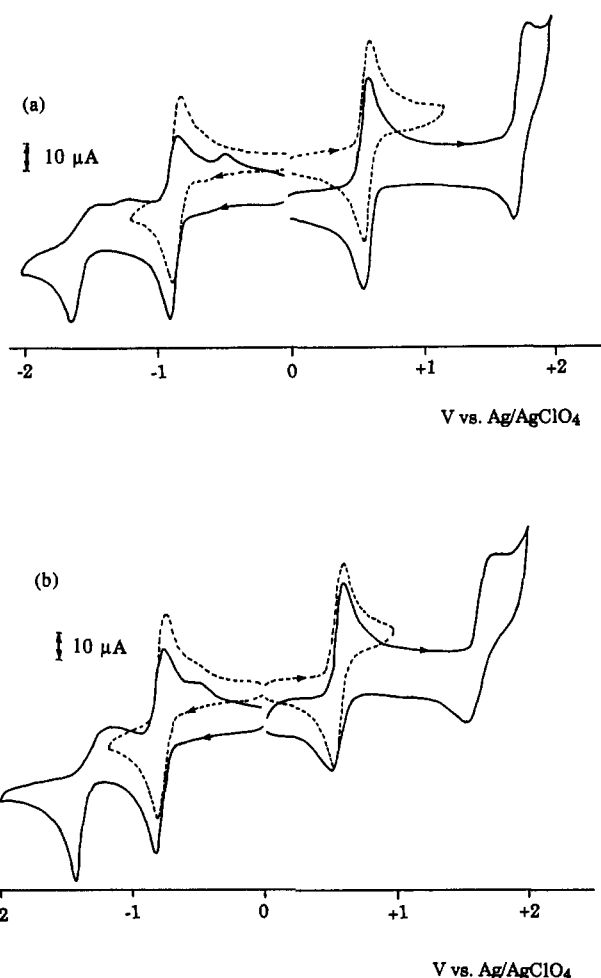 (a)
10 µA
-2 -1 0 +1 +2
V vs. Ag/AgClO4
(b)
10 µA
2 -1 0 +1 +2
V vs. Ag/AgClO4